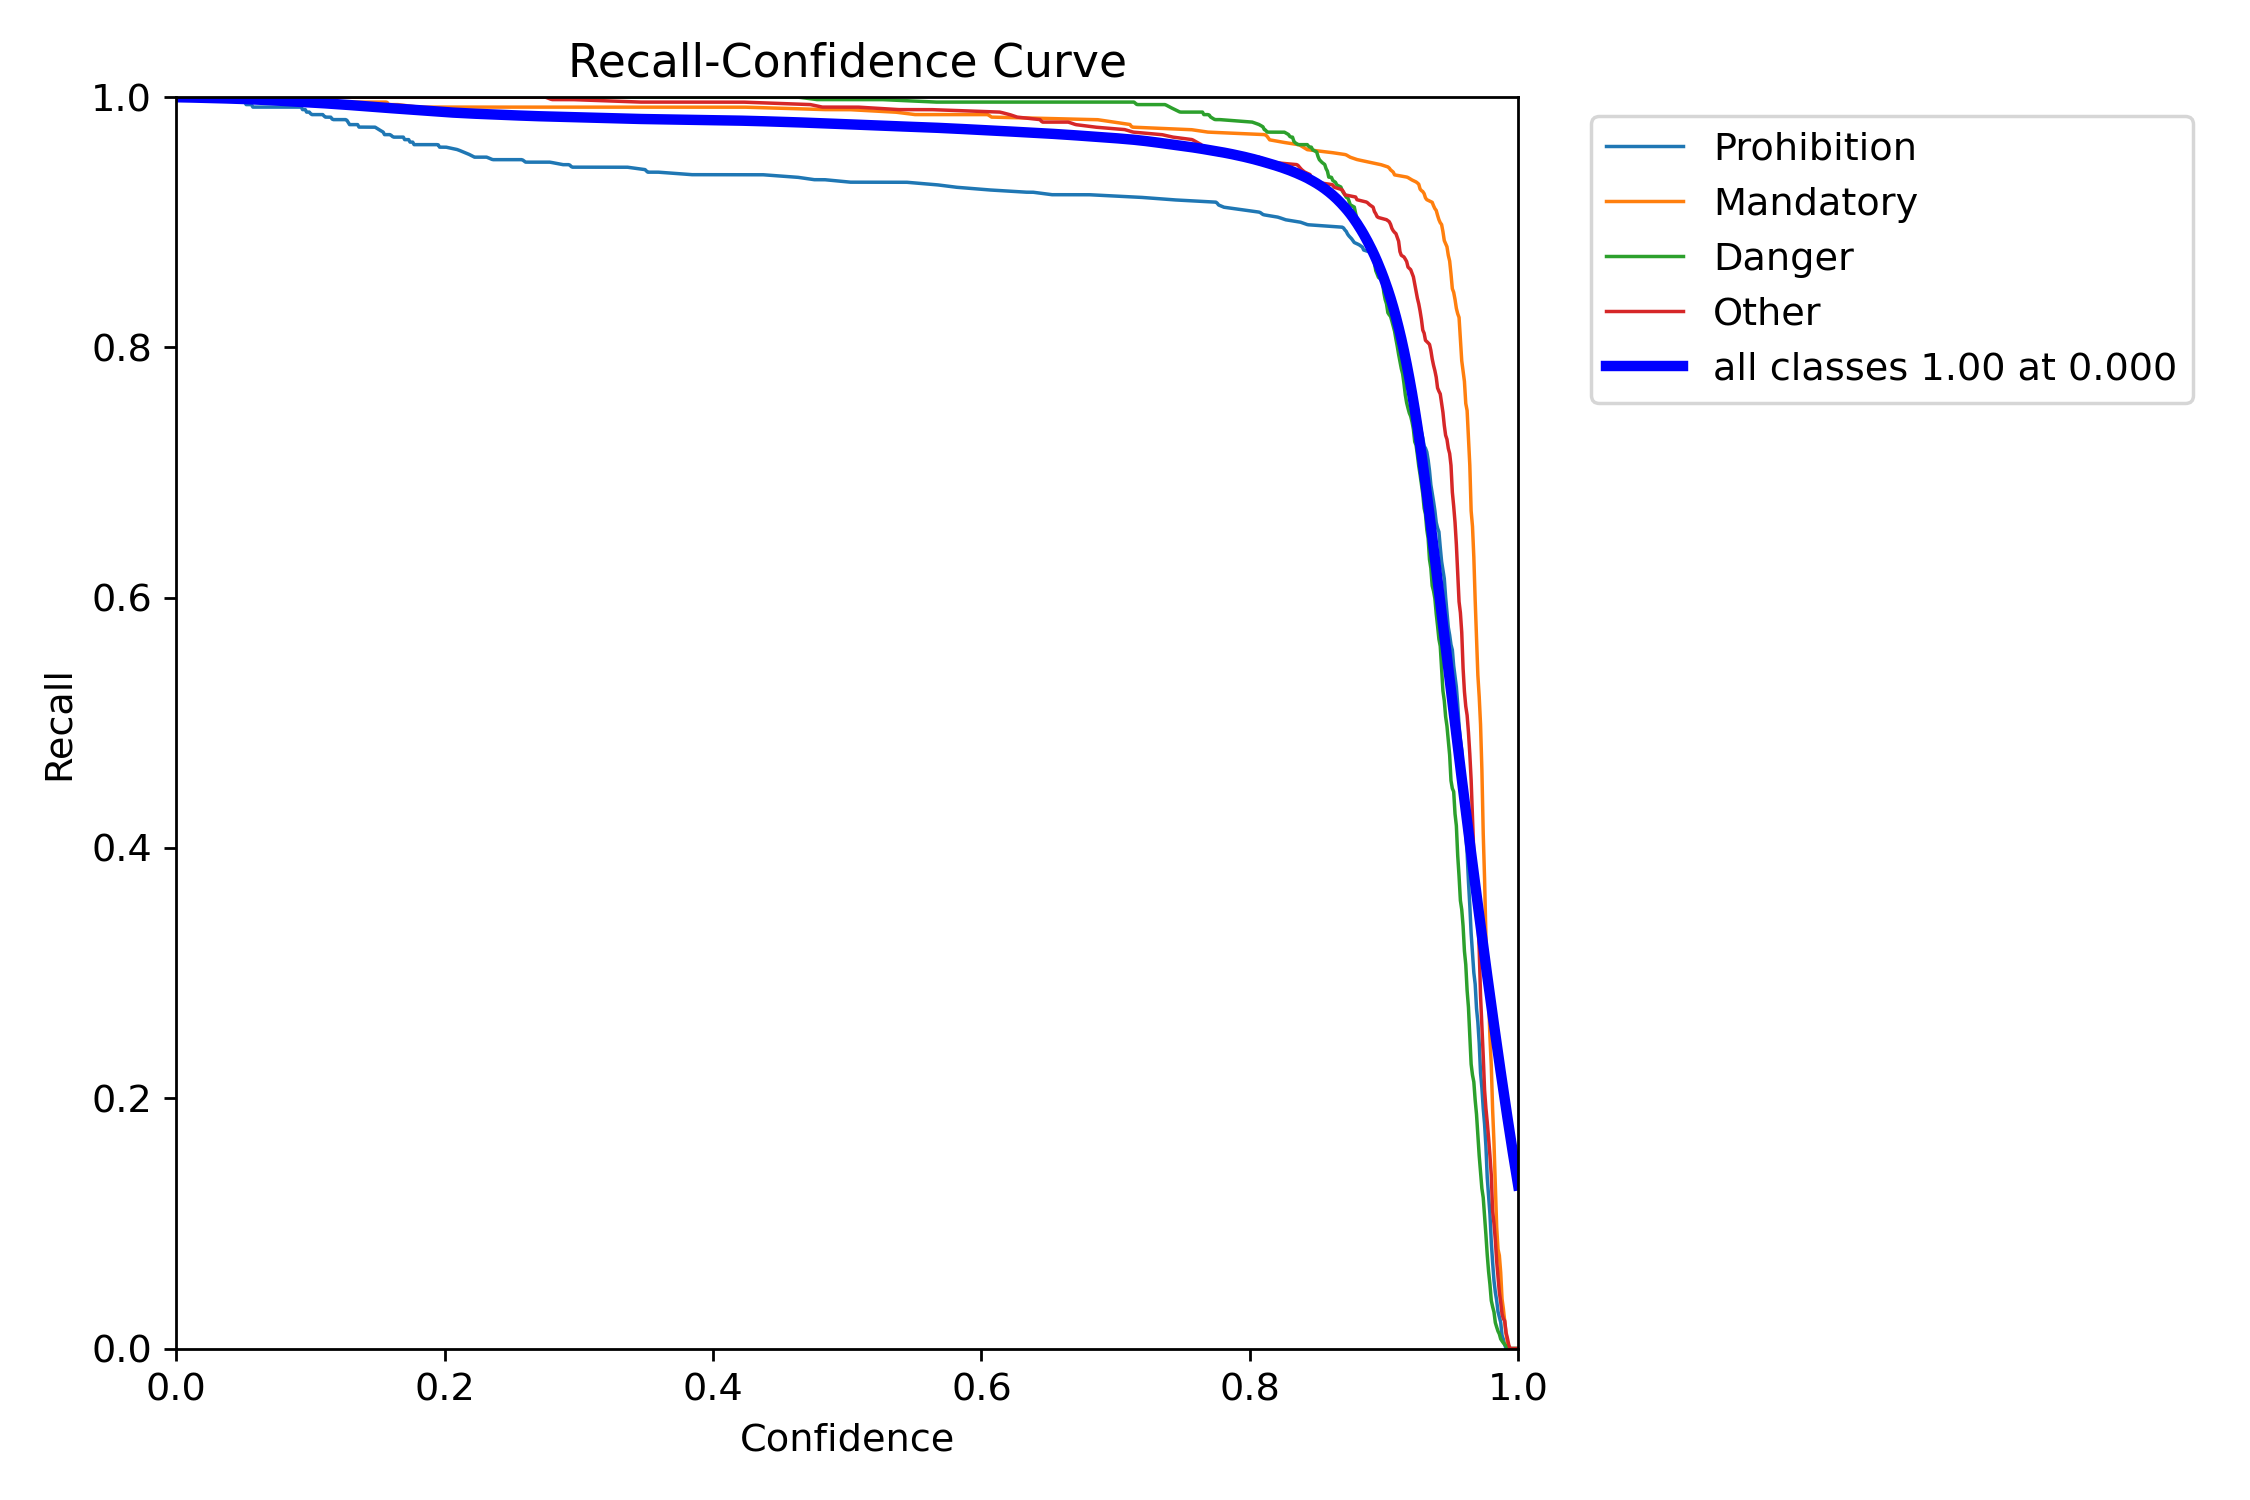 Recall-Confidence Curve
1.0
0.8
0.6
0.4
0.2
0.0
Recall
0.0 0.2 0.4 0.6 0.8 1.0
Confidence
Prohibition
Mandatory
Danger
Other
all classes 1.00 at 0.000